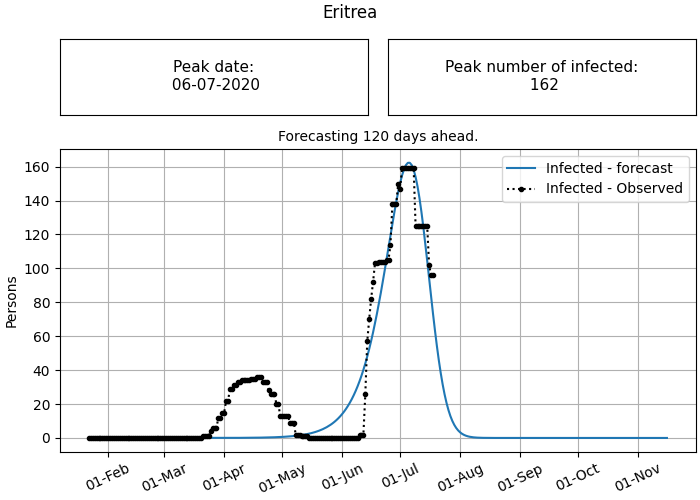 Eritrea
Peak date:
06-07-2020
Peak number of infected:
162
Forecasting 120 days ahead.
Infected - forecast
Infected - Observed
Persons
160
140
120
100
80
60
40
20
0
01-Feb
01-Mar
01-Apr
01-May
01-Jun
01-Jul
01-Aug
01-Sep
01-Oct
01-Nov